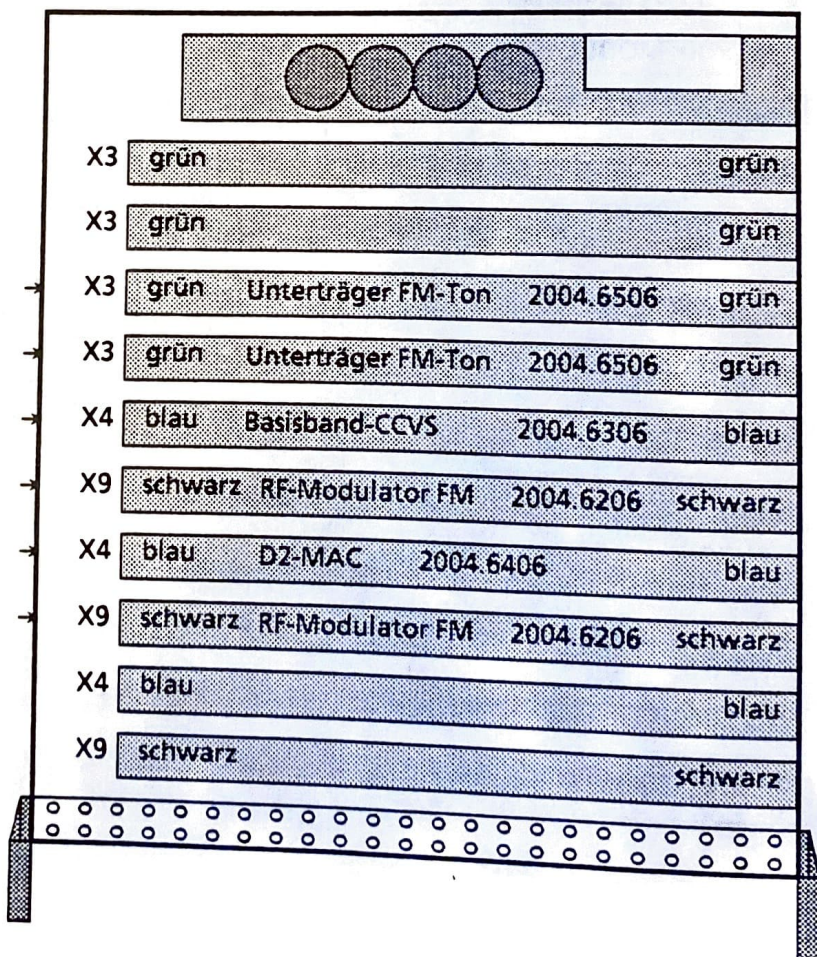 X3 grün grün
X3 grün grün
X3 grün Unterträger FM-Ton 2004.6506 grün
X3 grün Unterträger FM-Ton 2004.6506 grün
X4 blau Basisband-CCVS 2004.6306 blau
X9 schwarz RF-Modulator FM 2004.6206 schwarz
X4 blau D2-MAC 2004.6406 blau
X9 schwarz RF-Modulator FM 2004.6206 schwarz
X4 blau blau
X9 schwarz schwarz